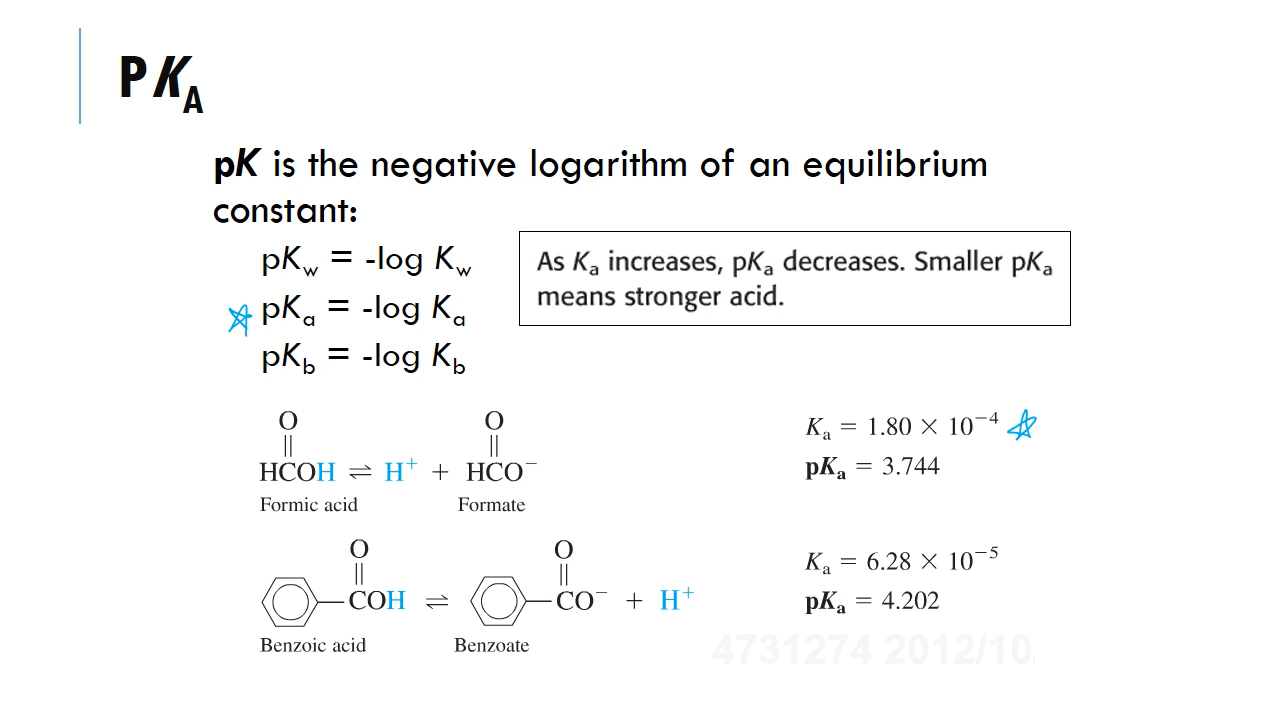 PKA
pK is the negative logarithm of an equilibrium
constant:
pKw = -log Kw
pKa = -log Ka
pKb = -log Kb
As Ka increases, pKa decreases. Smaller pKa
means stronger acid.
O
||
HCOH ⇌ H⁺ +
O
||
HCO⁻
Formic acid
Formate
Ka = 1.80 × 10⁻⁴
pKa = 3.744
O
||
COH ⇌
O
||
CO⁻ + H⁺
Benzoic acid
Benzoate
Ka = 6.28 × 10⁻⁵
pKa = 4.202
4731274 2012/10